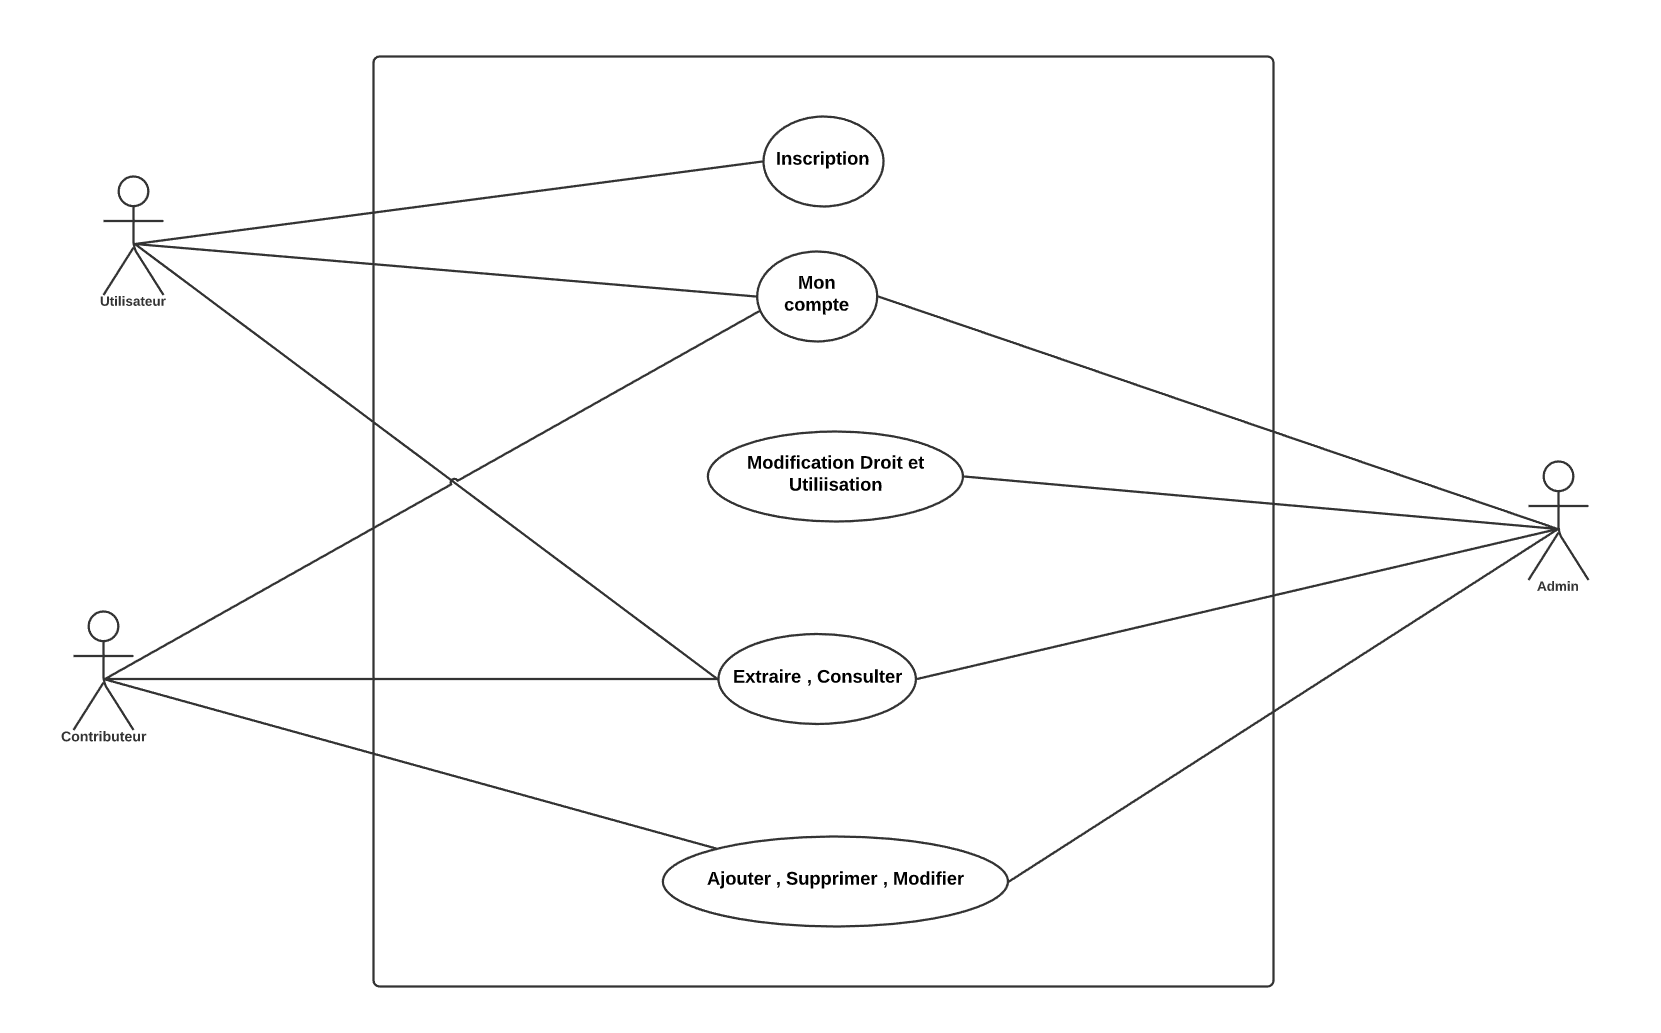 Inscription
Utilisateur
Mon
compte
Modification Droit et
Utiliisation
Admin
Contributeur
Extraire , Consulter
Ajouter , Supprimer , Modifier